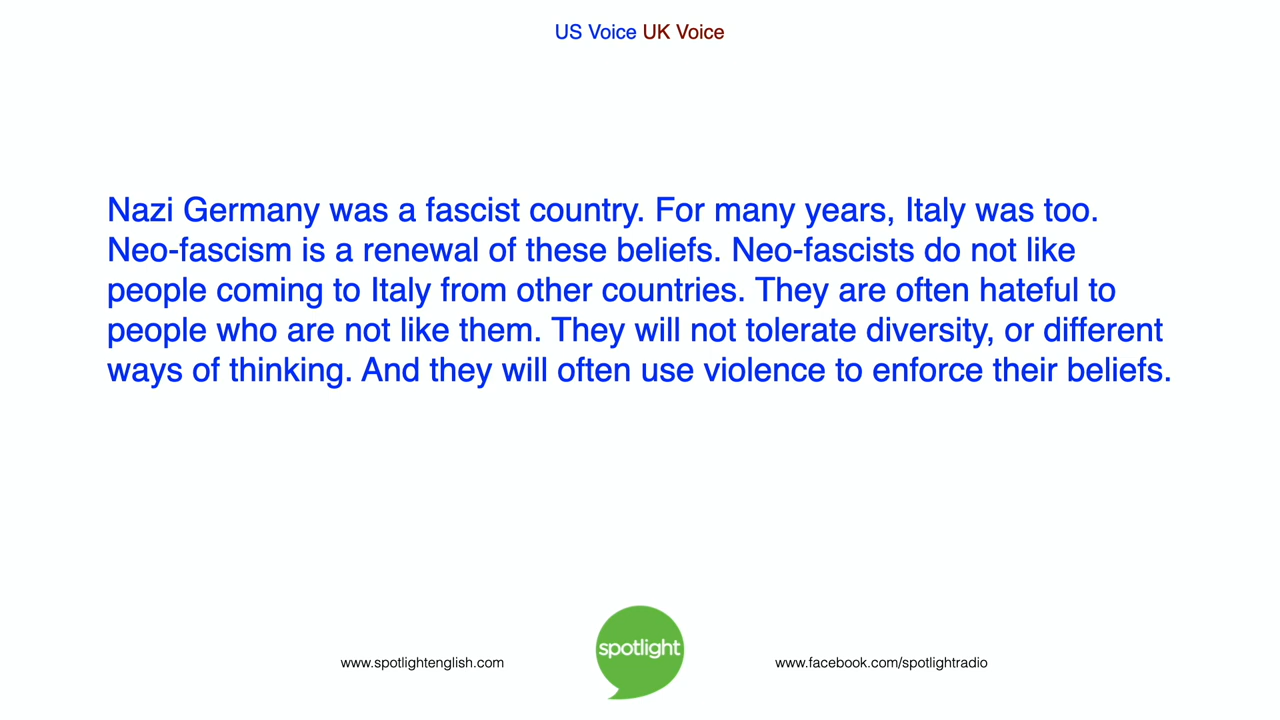 US Voice UK Voice
Nazi Germany was a fascist country. For many years, Italy was too.
Neo-fascism is a renewal of these beliefs. Neo-fascists do not like
people coming to Italy from other countries. They are often hateful to
people who are not like them. They will not tolerate diversity, or different
ways of thinking. And they will often use violence to enforce their beliefs.
spotlight
www.spotlightenglish.com
www.facebook.com/spotlightradio